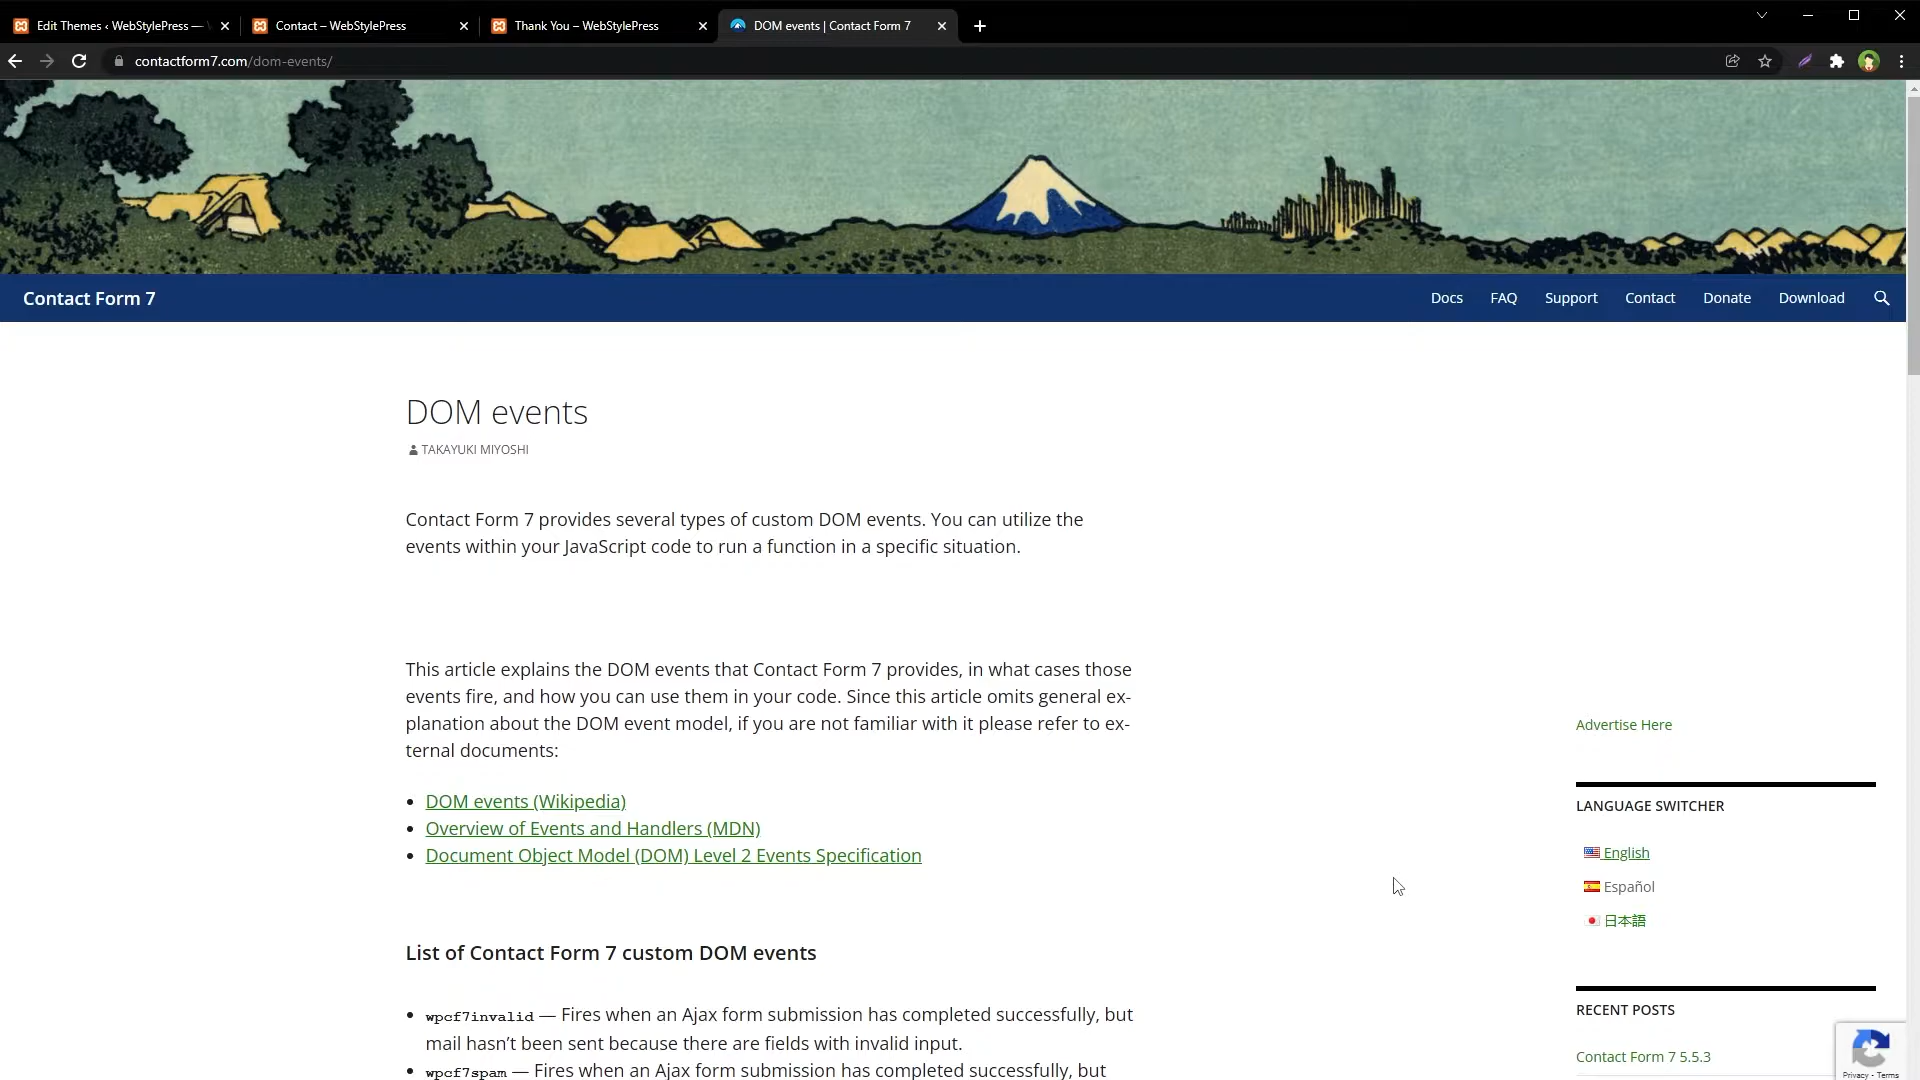 Edit Themes ‹ WebStylePress —
Contact – WebStylePress
Thank You – WebStylePress
DOM events | Contact Form 7
contactform7.com/dom-events/
Contact Form 7
Docs
FAQ
Support
Contact
Donate
Download
DOM events
TAKAYUKI MIYOSHI
Contact Form 7 provides several types of custom DOM events. You can utilize the
events within your JavaScript code to run a function in a specific situation.
This article explains the DOM events that Contact Form 7 provides, in what cases those
events fire, and how you can use them in your code. Since this article omits general ex-
planation about the DOM event model, if you are not familiar with it please refer to ex-
ternal documents:
• DOM events (Wikipedia)
• Overview of Events and Handlers (MDN)
• Document Object Model (DOM) Level 2 Events Specification
List of Contact Form 7 custom DOM events
• wpcf7invalid — Fires when an Ajax form submission has completed successfully, but
mail hasn’t been sent because there are fields with invalid input.
• wpcf7spam — Fires when an Ajax form submission has completed successfully, but
Advertise Here
LANGUAGE SWITCHER
English
Español
日本語
RECENT POSTS
Contact Form 7 5.5.3
Privacy - Terms